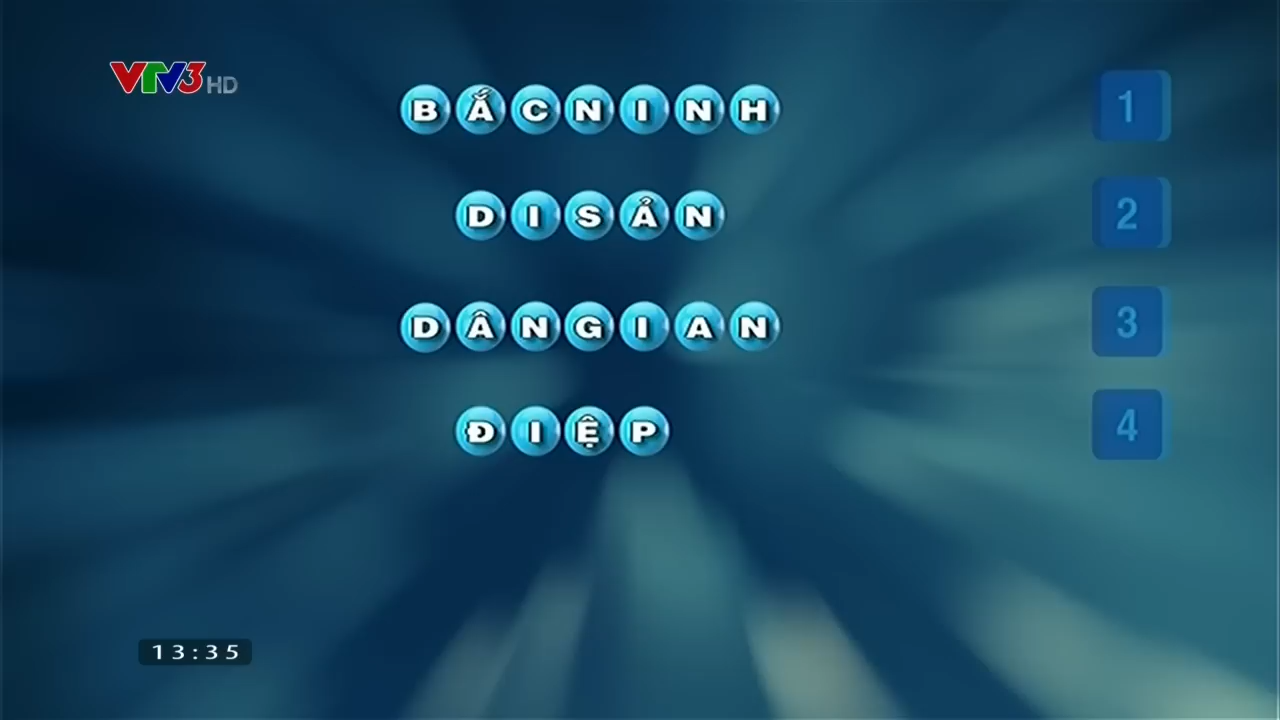 VTV3 HD
BẮCNINH 1
DISẢN 2
DÂNGIAN 3
ĐIỆP 4
13:35